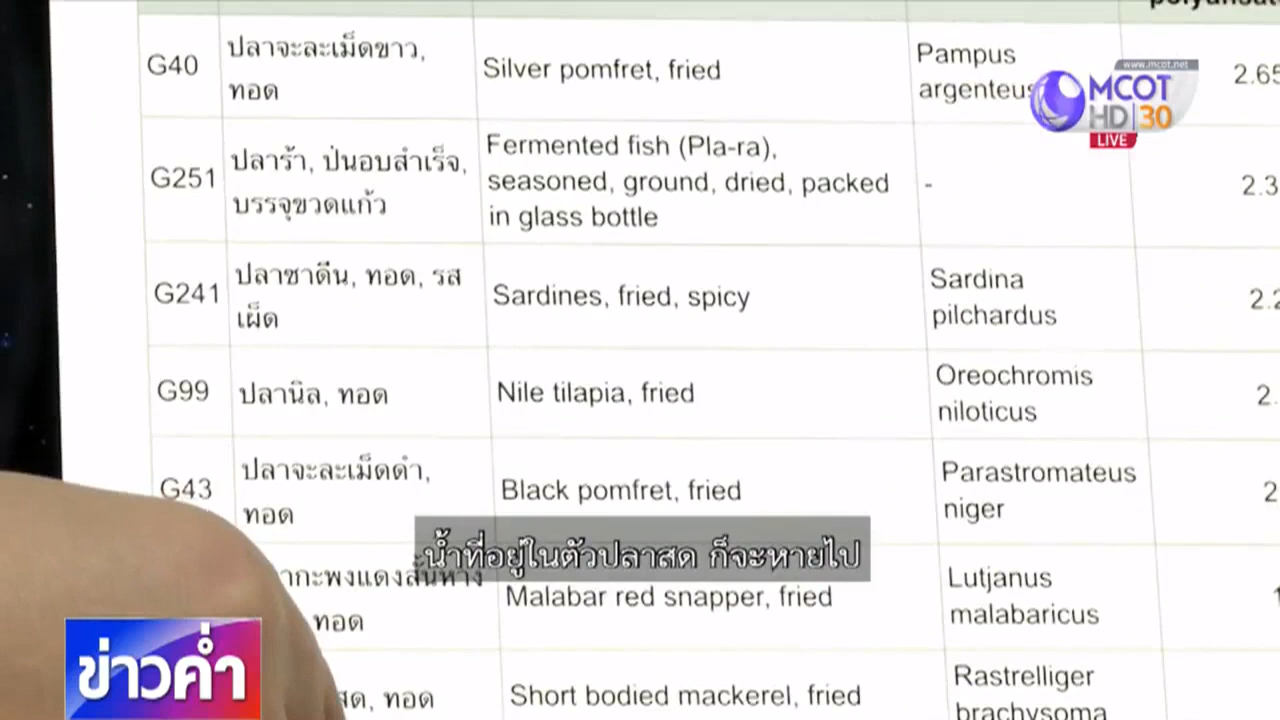 www.mcot.net
MCOT
HD 30
LIVE
G40
ปลาจะละเม็ดขาว,
ทอด
Silver pomfret, fried
Pampus
argenteus
G251
ปลาร้า, ป่นอบสำเร็จ,
บรรจุขวดแก้ว
Fermented fish (Pla-ra),
seasoned, ground, dried, packed
in glass bottle
-
G241
ปลาซาดีน, ทอด, รส
เผ็ด
Sardines, fried, spicy
Sardina
pilchardus
G99
ปลานิล, ทอด
Nile tilapia, fried
Oreochromis
niloticus
G43
ปลาจะละเม็ดดำ,
ทอด
Black pomfret, fried
Parastromateus
niger
น้ำที่อยู่ในตัวปลาสด ก็จะหายไป
ทอด
Malabar red snapper, fried
Lutjanus
malabaricus
ทอด
Short bodied mackerel, fried
Rastrelliger
brachysoma
ข่าวค่ำ